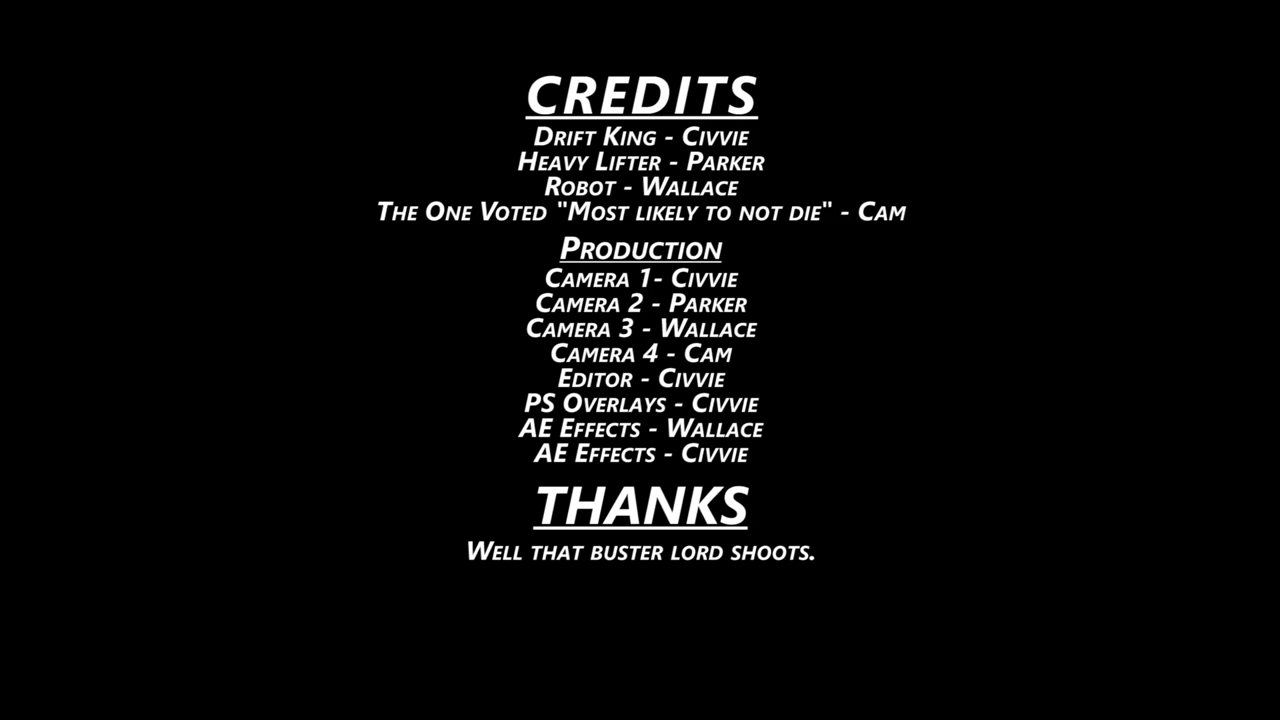 CREDITS
DRIFT KING - CIVVIE
HEAVY LIFTER - PARKER
ROBOT - WALLACE
THE ONE VOTED "MOST LIKELY TO NOT DIE" - CAM
PRODUCTION
CAMERA 1- CIVVIE
CAMERA 2 - PARKER
CAMERA 3 - WALLACE
CAMERA 4 - CAM
EDITOR - CIVVIE
PS OVERLAYS - CIVVIE
AE EFFECTS - WALLACE
AE EFFECTS - CIVVIE
THANKS
WELL THAT BUSTER LORD SHOOTS.